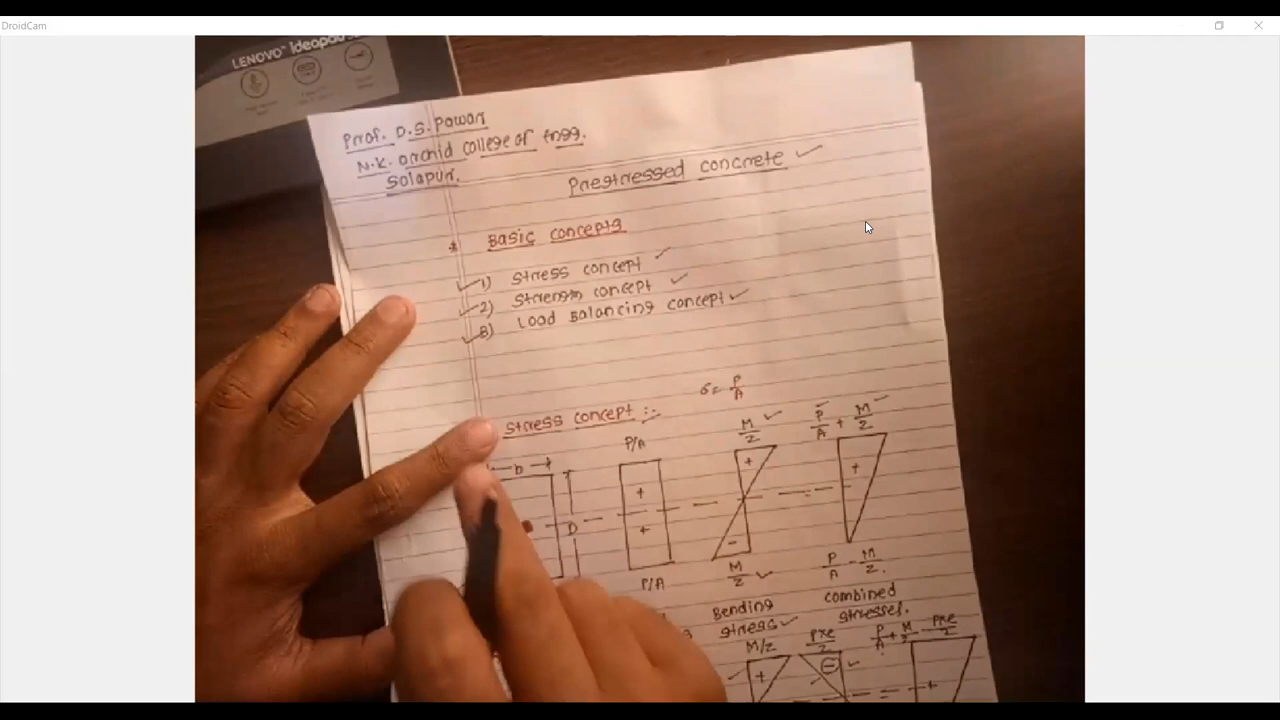 DroidCam
LENOVO™ ideapad
Prof. D.S. Pawar
N.K. Orchid College of Engg.
Solapur.
Prestressed concrete
* Basic concepts
1) Stress concept
2) Strength concept
3) Load Balancing concept
σ = P/A
Stress concept :-
b
D
P/A
M/Z
P/A + M/Z
+
+
+
-
+
P/A
M/Z
P/A - M/Z
Bending stress
combined stresses.
M/Z
Pxe/Z
P/A + M/Z - Pxe/Z
+
-
+